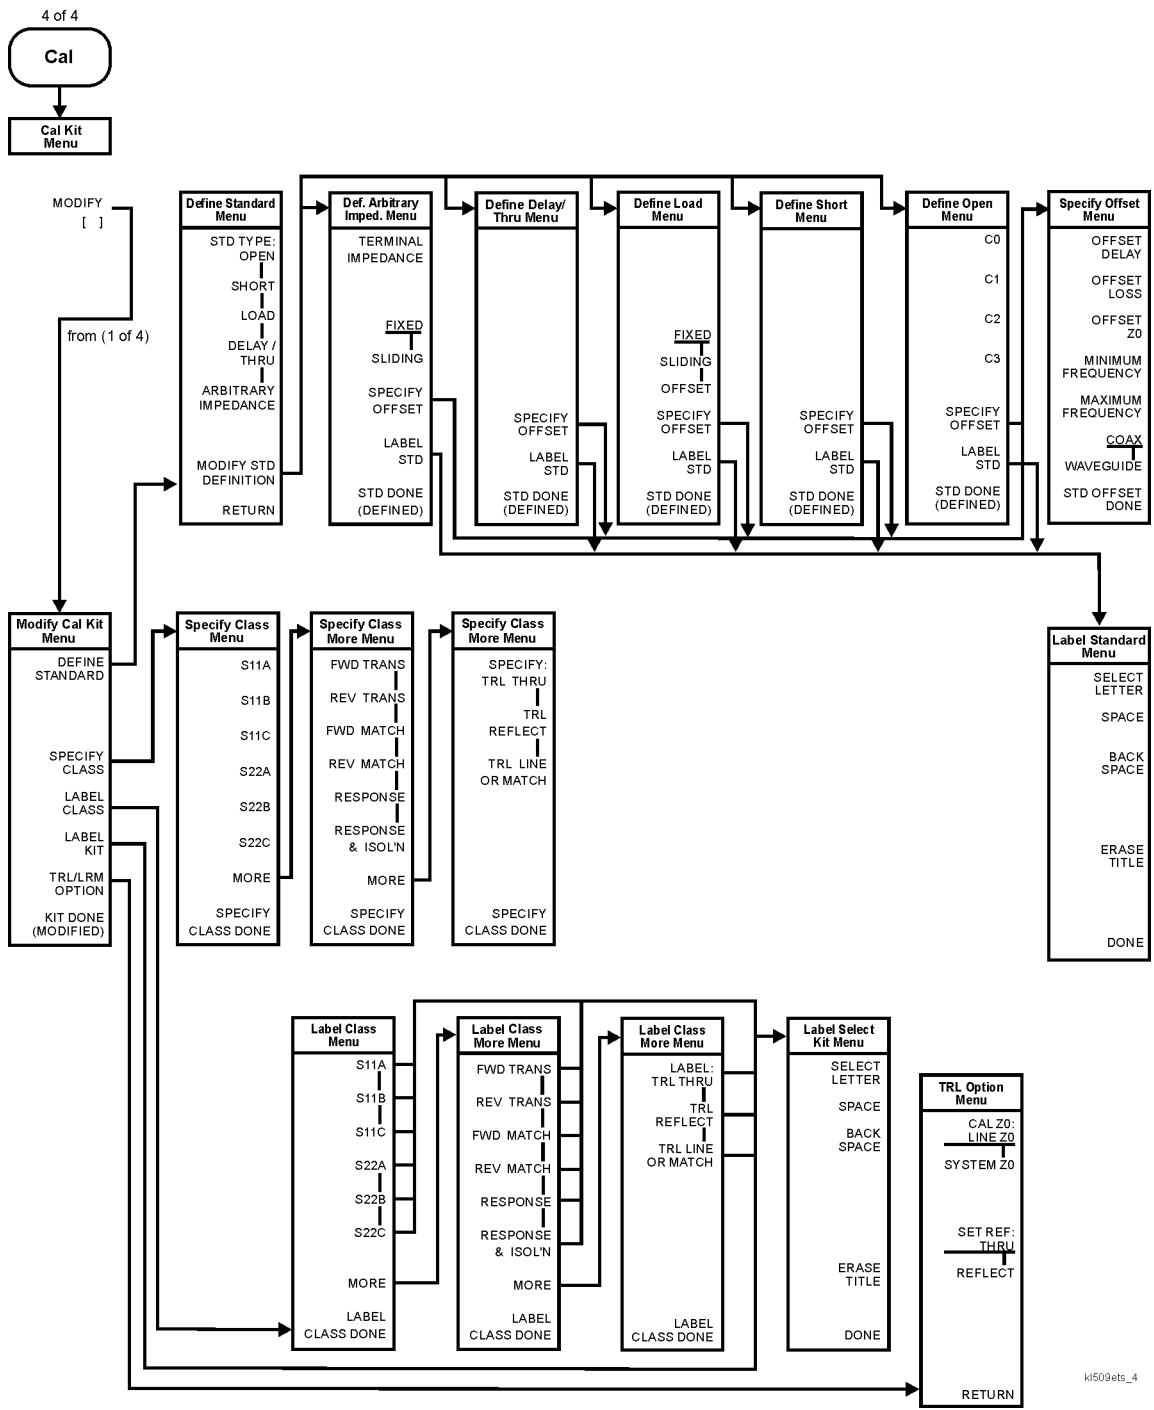 4 of 4
Cal
Cal Kit
Menu
MODIFY
[ ]
from (1 of 4)
Define Standard
Menu
STD TYPE:
OPEN
SHORT
LOAD
DELAY /
THRU
ARBITRARY
IMPEDANCE
MODIFY STD
DEFINITION
RETURN
Def. Arbitrary
Imped. Menu
TERMINAL
IMPEDANCE
FIXED
SLIDING
SPECIFY
OFFSET
LABEL
STD
STD DONE
(DEFINED)
Define Delay/
Thru Menu
SPECIFY
OFFSET
LABEL
STD
STD DONE
(DEFINED)
Define Load
Menu
FIXED
SLIDING
OFFSET
SPECIFY
OFFSET
LABEL
STD
STD DONE
(DEFINED)
Define Short
Menu
SPECIFY
OFFSET
LABEL
STD
STD DONE
(DEFINED)
Define Open
Menu
C0
C1
C2
C3
SPECIFY
OFFSET
LABEL
STD
STD DONE
(DEFINED)
Specify Offset
Menu
OFFSET
DELAY
OFFSET
LOSS
OFFSET
Z0
MINIMUM
FREQUENCY
MAXIMUM
FREQUENCY
COAX
WAVEGUIDE
STD OFFSET
DONE
Modify Cal Kit
Menu
DEFINE
STANDARD
SPECIFY
CLASS
LABEL
CLASS
LABEL
KIT
TRL/LRM
OPTION
KIT DONE
(MODIFIED)
Specify Class
Menu
S11A
S11B
S11C
S22A
S22B
S22C
MORE
SPECIFY
CLASS DONE
Specify Class
More Menu
FWD TRANS
REV TRANS
FWD MATCH
REV MATCH
RESPONSE
RESPONSE
& ISOL'N
MORE
SPECIFY
CLASS DONE
Specify Class
More Menu
SPECIFY:
TRL THRU
TRL
REFLECT
TRL LINE
OR MATCH
SPECIFY
CLASS DONE
Label Standard
Menu
SELECT
LETTER
SPACE
BACK
SPACE
ERASE
TITLE
DONE
Label Class
Menu
S11A
S11B
S11C
S22A
S22B
S22C
MORE
LABEL
CLASS DONE
Label Class
More Menu
FWD TRANS
REV TRANS
FWD MATCH
REV MATCH
RESPONSE
RESPONSE
& ISOL'N
MORE
LABEL
CLASS DONE
Label Class
More Menu
LABEL:
TRL THRU
TRL
REFLECT
TRL LINE
OR MATCH
LABEL
CLASS DONE
Label Select
Kit Menu
SELECT
LETTER
SPACE
BACK
SPACE
ERASE
TITLE
DONE
TRL Option
Menu
CAL Z0:
LINE Z0
SYSTEM Z0
SET REF:
THRU
REFLECT
RETURN
kl509ets_4